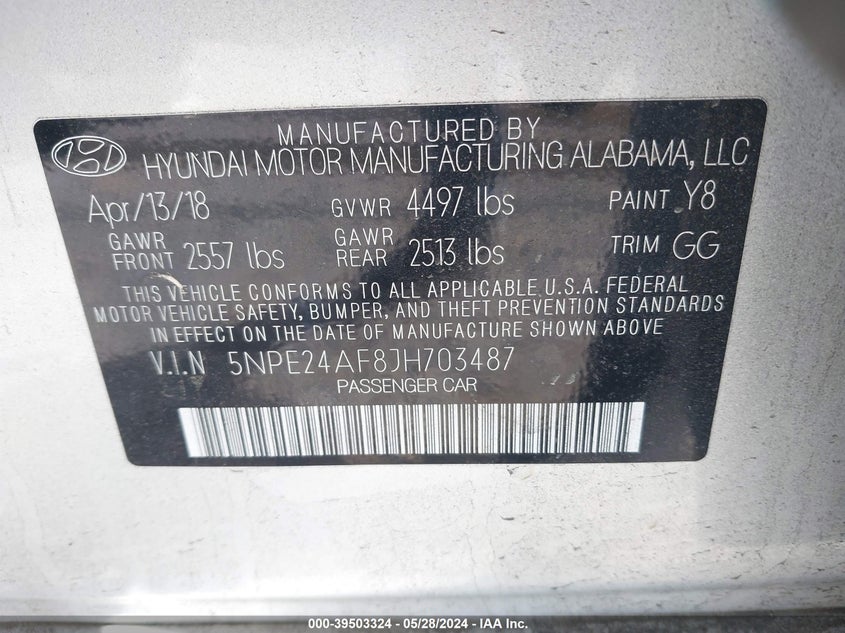 MANUFACTURED BY
HYUNDAI MOTOR MANUFACTURING ALABAMA, LLC
Apr/13/18 GVWR 4497 lbs PAINT Y8
GAWR FRONT 2557 lbs GAWR REAR 2513 lbs TRIM GG
THIS VEHICLE CONFORMS TO ALL APPLICABLE U.S.A. FEDERAL
MOTOR VEHICLE SAFETY, BUMPER, AND THEFT PREVENTION STANDARDS
IN EFFECT ON THE DATE OF MANUFACTURE SHOWN ABOVE.
V.I.N 5NPE24AF8JH703487
PASSENGER CAR
000-39503324 - 05/28/2024 - IAA Inc.